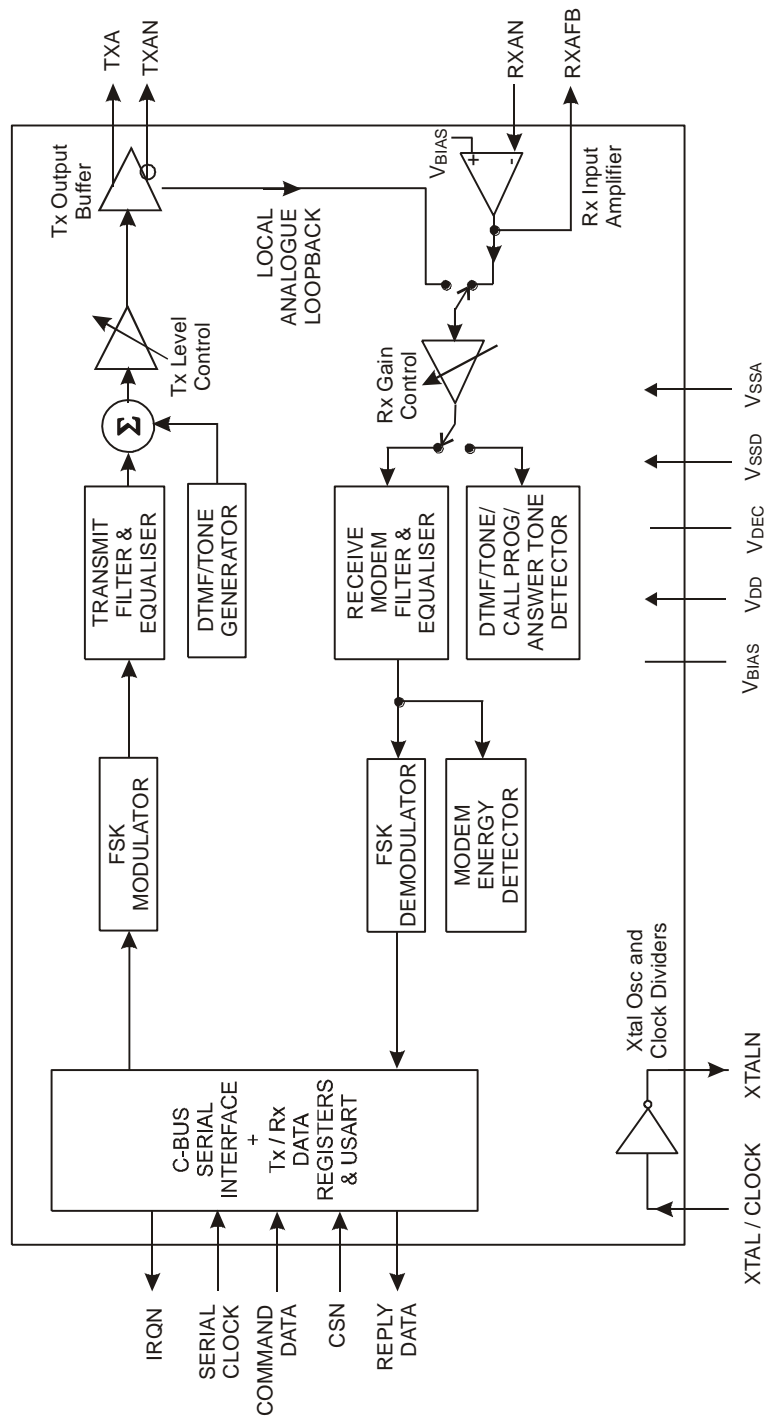 IRQN
SERIAL
CLOCK
COMMAND
DATA
CSN
REPLY
DATA
C-BUS
SERIAL
INTERFACE
+
Tx / Rx
DATA
REGISTERS
& USART
FSK
MODULATOR
TRANSMIT
FILTER &
EQUALISER
DTMF/TONE
GENERATOR
Σ
Tx Level
Control
Tx Output
Buffer
TXA
TXAN
LOCAL
ANALOGUE
LOOPBACK
FSK
DEMODULATOR
MODEM
ENERGY
DETECTOR
RECEIVE
MODEM
FILTER &
EQUALISER
DTMF/TONE/
CALL PROG/
ANSWER TONE
DETECTOR
Rx Gain
Control
VBIAS
+
-
RXAN
RXAFB
Rx Input
Amplifier
Xtal Osc and
Clock Dividers
XTAL / CLOCK
XTALN
VBIAS
VDD
VDEC
VSSD
VSSA